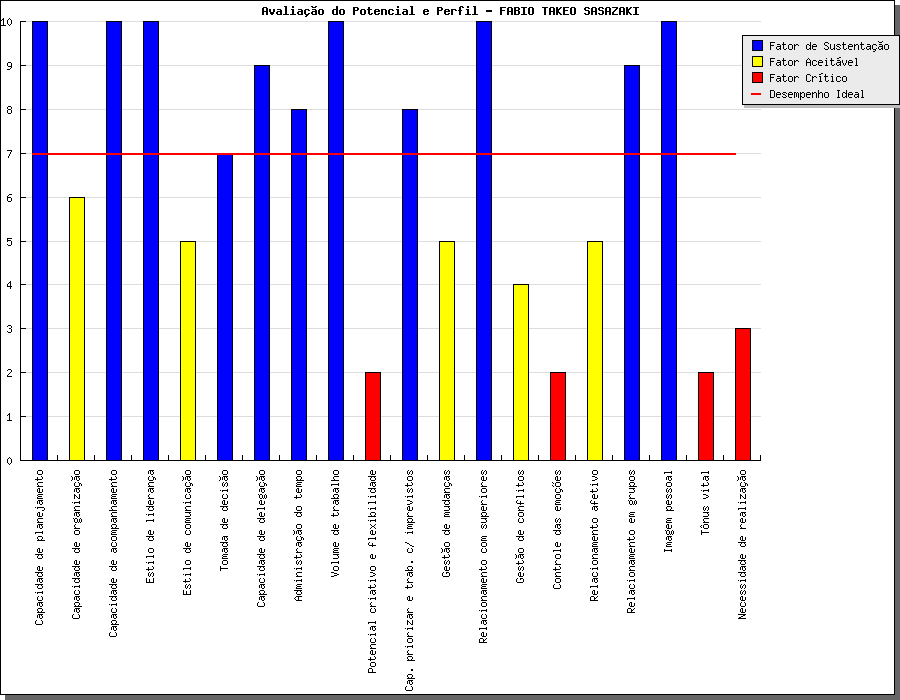 Avaliação do Potencial e Perfil - FABIO TAKEO SASAZAKI
10
9
8
7
6
5
4
3
2
1
0
Fator de Sustentação
Fator Aceitável
Fator Crítico
Desempenho Ideal
Capacidade de planejamento
Capacidade de organização
Capacidade de acompanhamento
Estilo de liderança
Estilo de comunicação
Tomada de decisão
Capacidade de delegação
Administração do tempo
Volume de trabalho
Potencial criativo e flexibilidade
Cap. priorizar e trab. c/ imprevistos
Gestão de mudanças
Relacionamento com superiores
Gestão de conflitos
Controle das emoções
Relacionamento afetivo
Relacionamento em grupos
Imagem pessoal
Tônus vital
Necessidade de realização